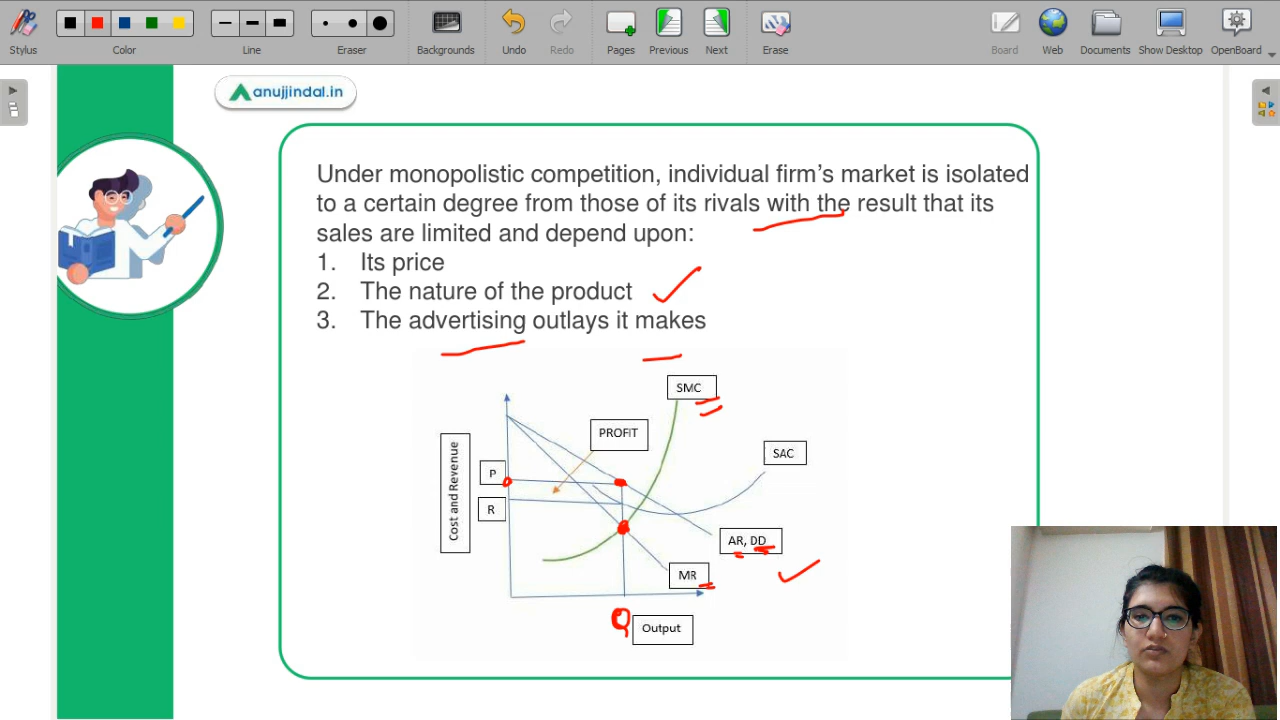 Stylus
Color
Line
Eraser
Backgrounds
Undo
Redo
Pages
Previous
Next
Erase
Board
Web
Documents
Show Desktop
OpenBoard
anujjindal.in
Under monopolistic competition, individual firm's market is isolated
to a certain degree from those of its rivals with the result that its
sales are limited and depend upon:
1. Its price
2. The nature of the product
3. The advertising outlays it makes
SMC
PROFIT
SAC
P
R
Cost and Revenue
AR, DD
MR
Q
Output